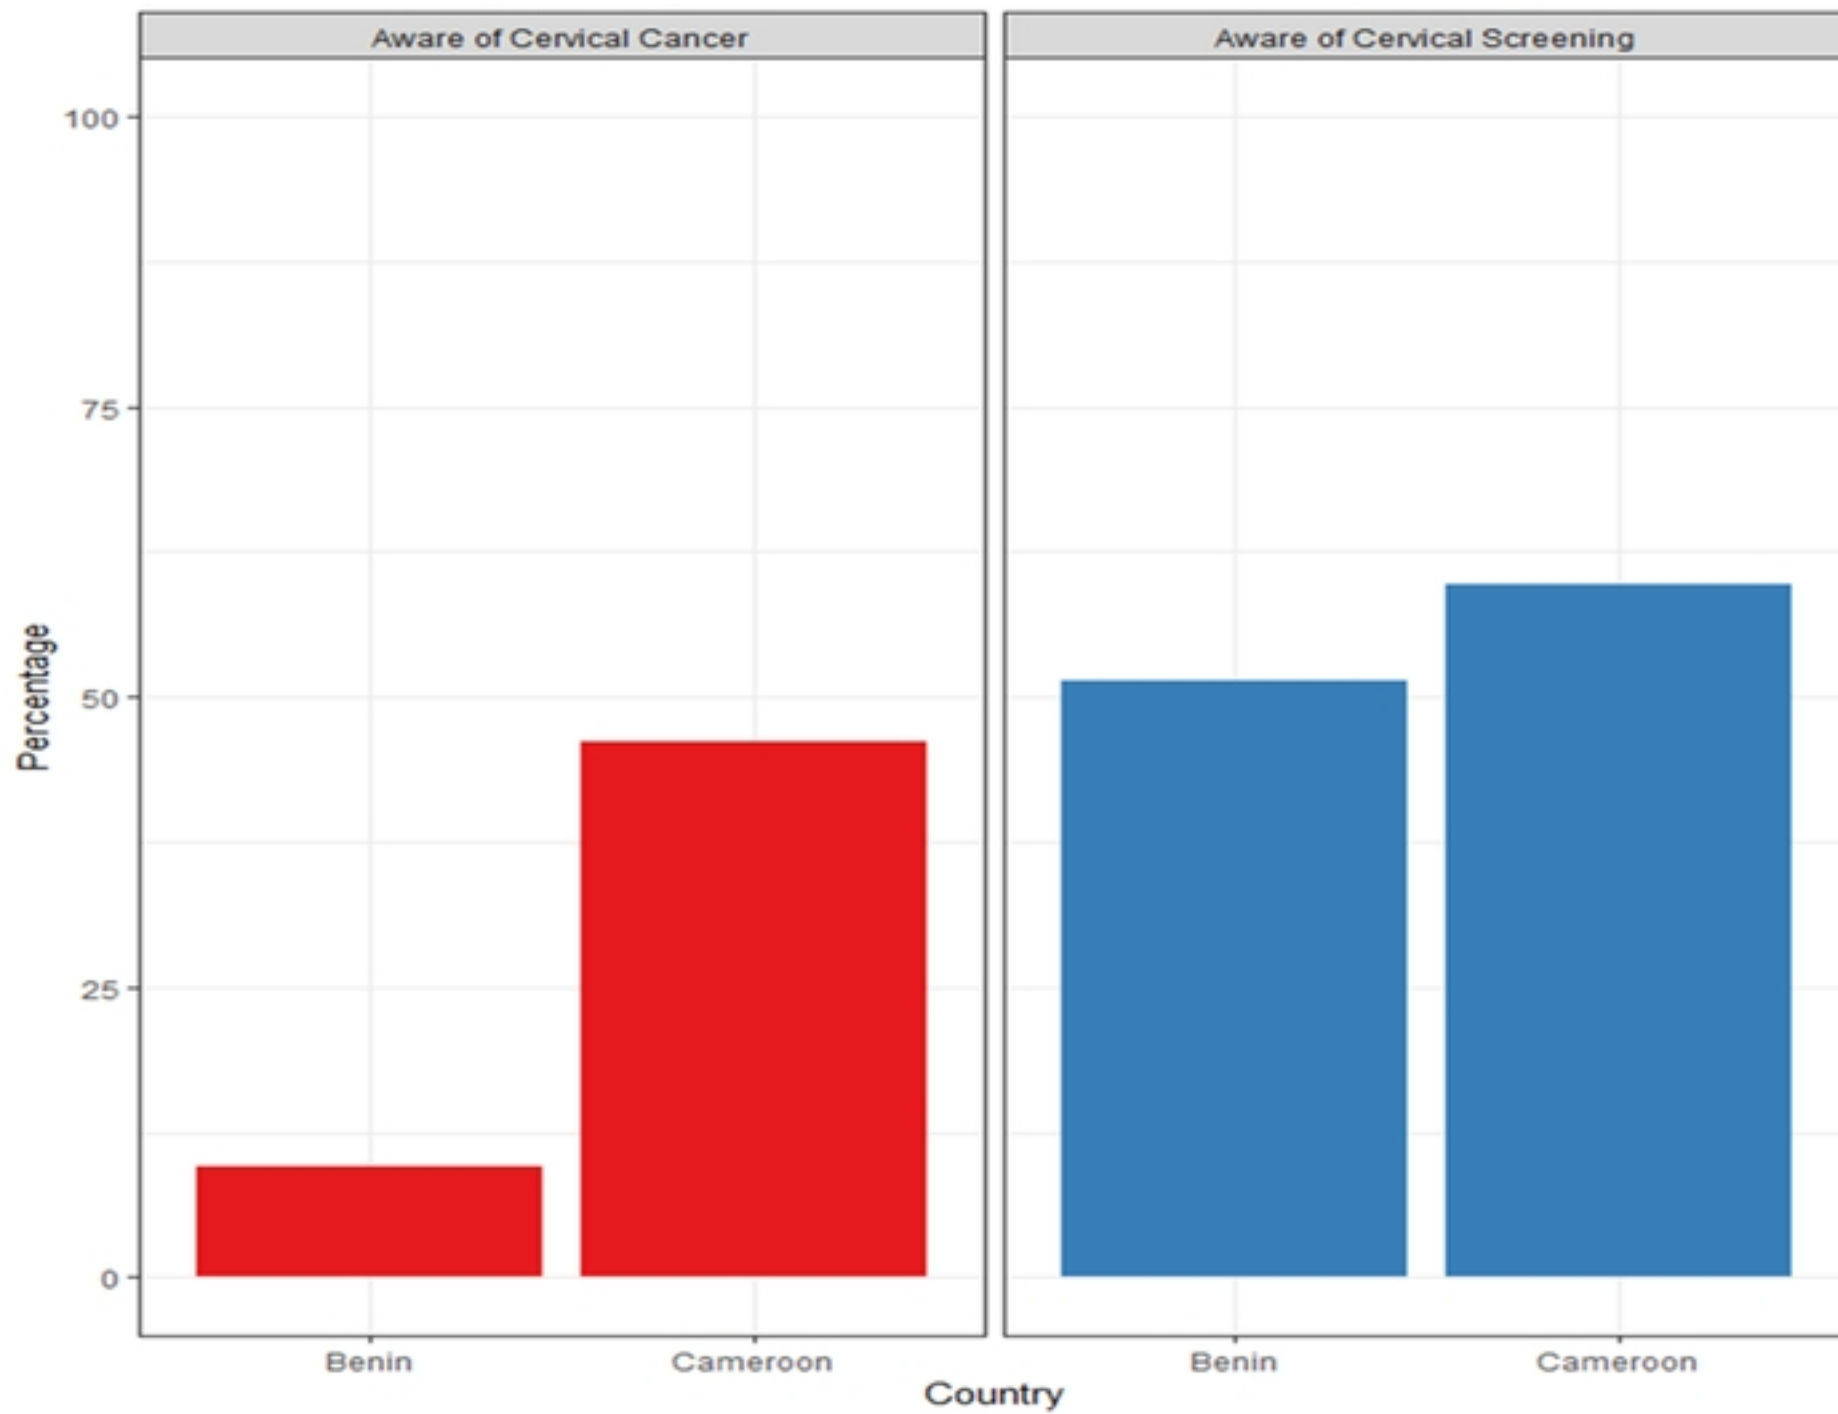 Aware of Cervical Cancer
Aware of Cervical Screening
100
75
50
25
0
Percentage
Benin
Cameroon
Benin
Cameroon
Country